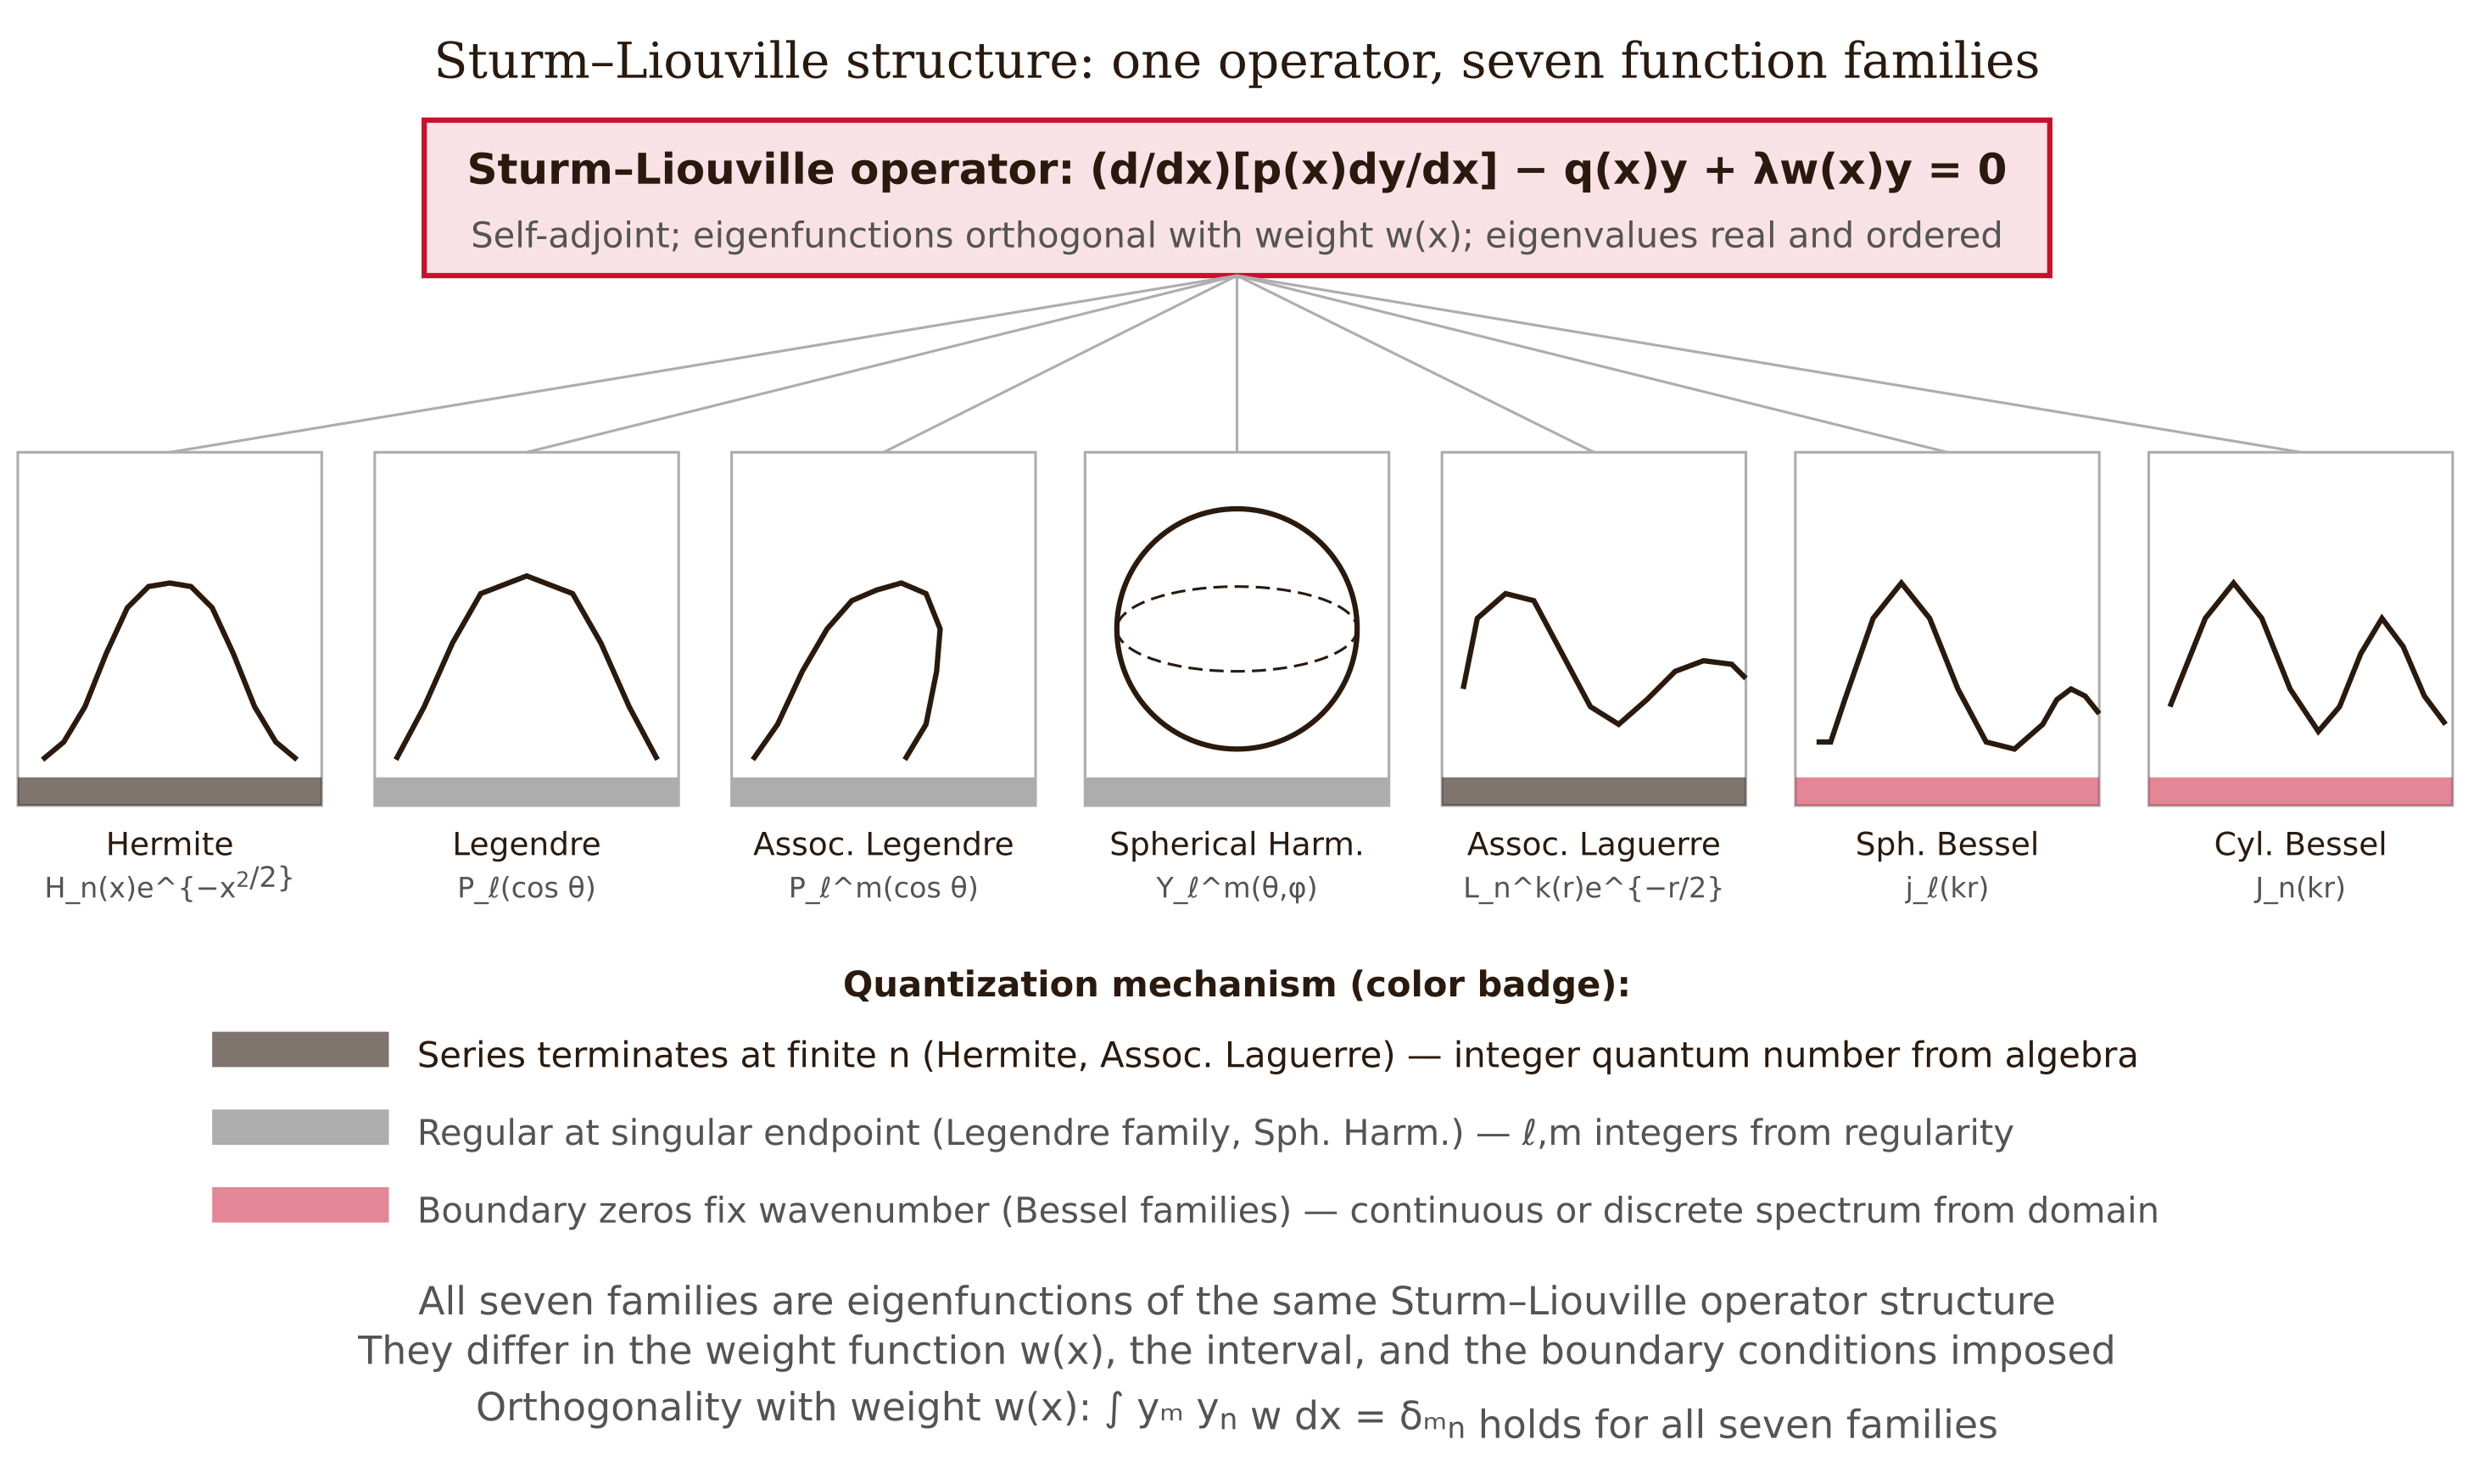 Sturm–Liouville structure: one operator, seven function families
Sturm–Liouville operator: (d/dx)[p(x)dy/dx] − q(x)y + λw(x)y = 0
Self-adjoint; eigenfunctions orthogonal with weight w(x); eigenvalues real and ordered
Hermite
H_n(x)e^{−x²/2}
Legendre
P_ℓ(cos θ)
Assoc. Legendre
P_ℓ^m(cos θ)
Spherical Harm.
Y_ℓ^m(θ,φ)
Assoc. Laguerre
L_n^k(r)e^{−r/2}
Sph. Bessel
j_ℓ(kr)
Cyl. Bessel
J_n(kr)
Quantization mechanism (color badge):
Series terminates at finite n (Hermite, Assoc. Laguerre) — integer quantum number from algebra
Regular at singular endpoint (Legendre family, Sph. Harm.) — ℓ,m integers from regularity
Boundary zeros fix wavenumber (Bessel families) — continuous or discrete spectrum from domain
All seven families are eigenfunctions of the same Sturm–Liouville operator structure
They differ in the weight function w(x), the interval, and the boundary conditions imposed
Orthogonality with weight w(x): ∫ yₘ yₙ w dx = δₘₙ holds for all seven families